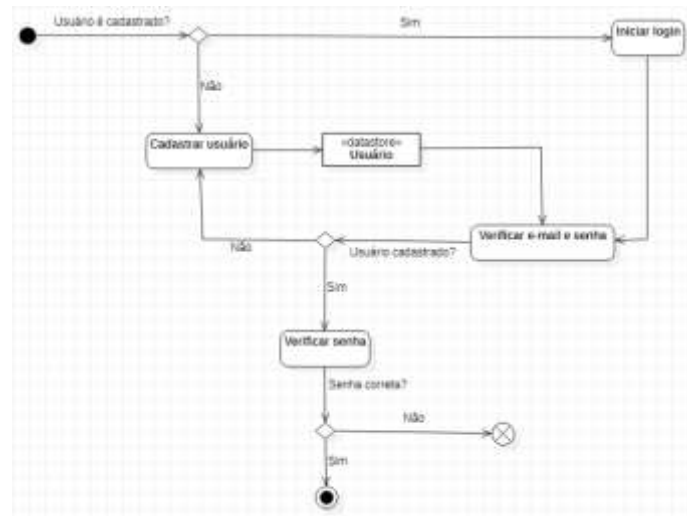 Usuário é cadastrado?
Sim
Iniciar login
Não
Cadastrar usuário
«datastore»
Usuário
Verificar e-mail e senha
Não
Usuário cadastrado?
Sim
Verificar senha
Senha correta?
Não
Sim